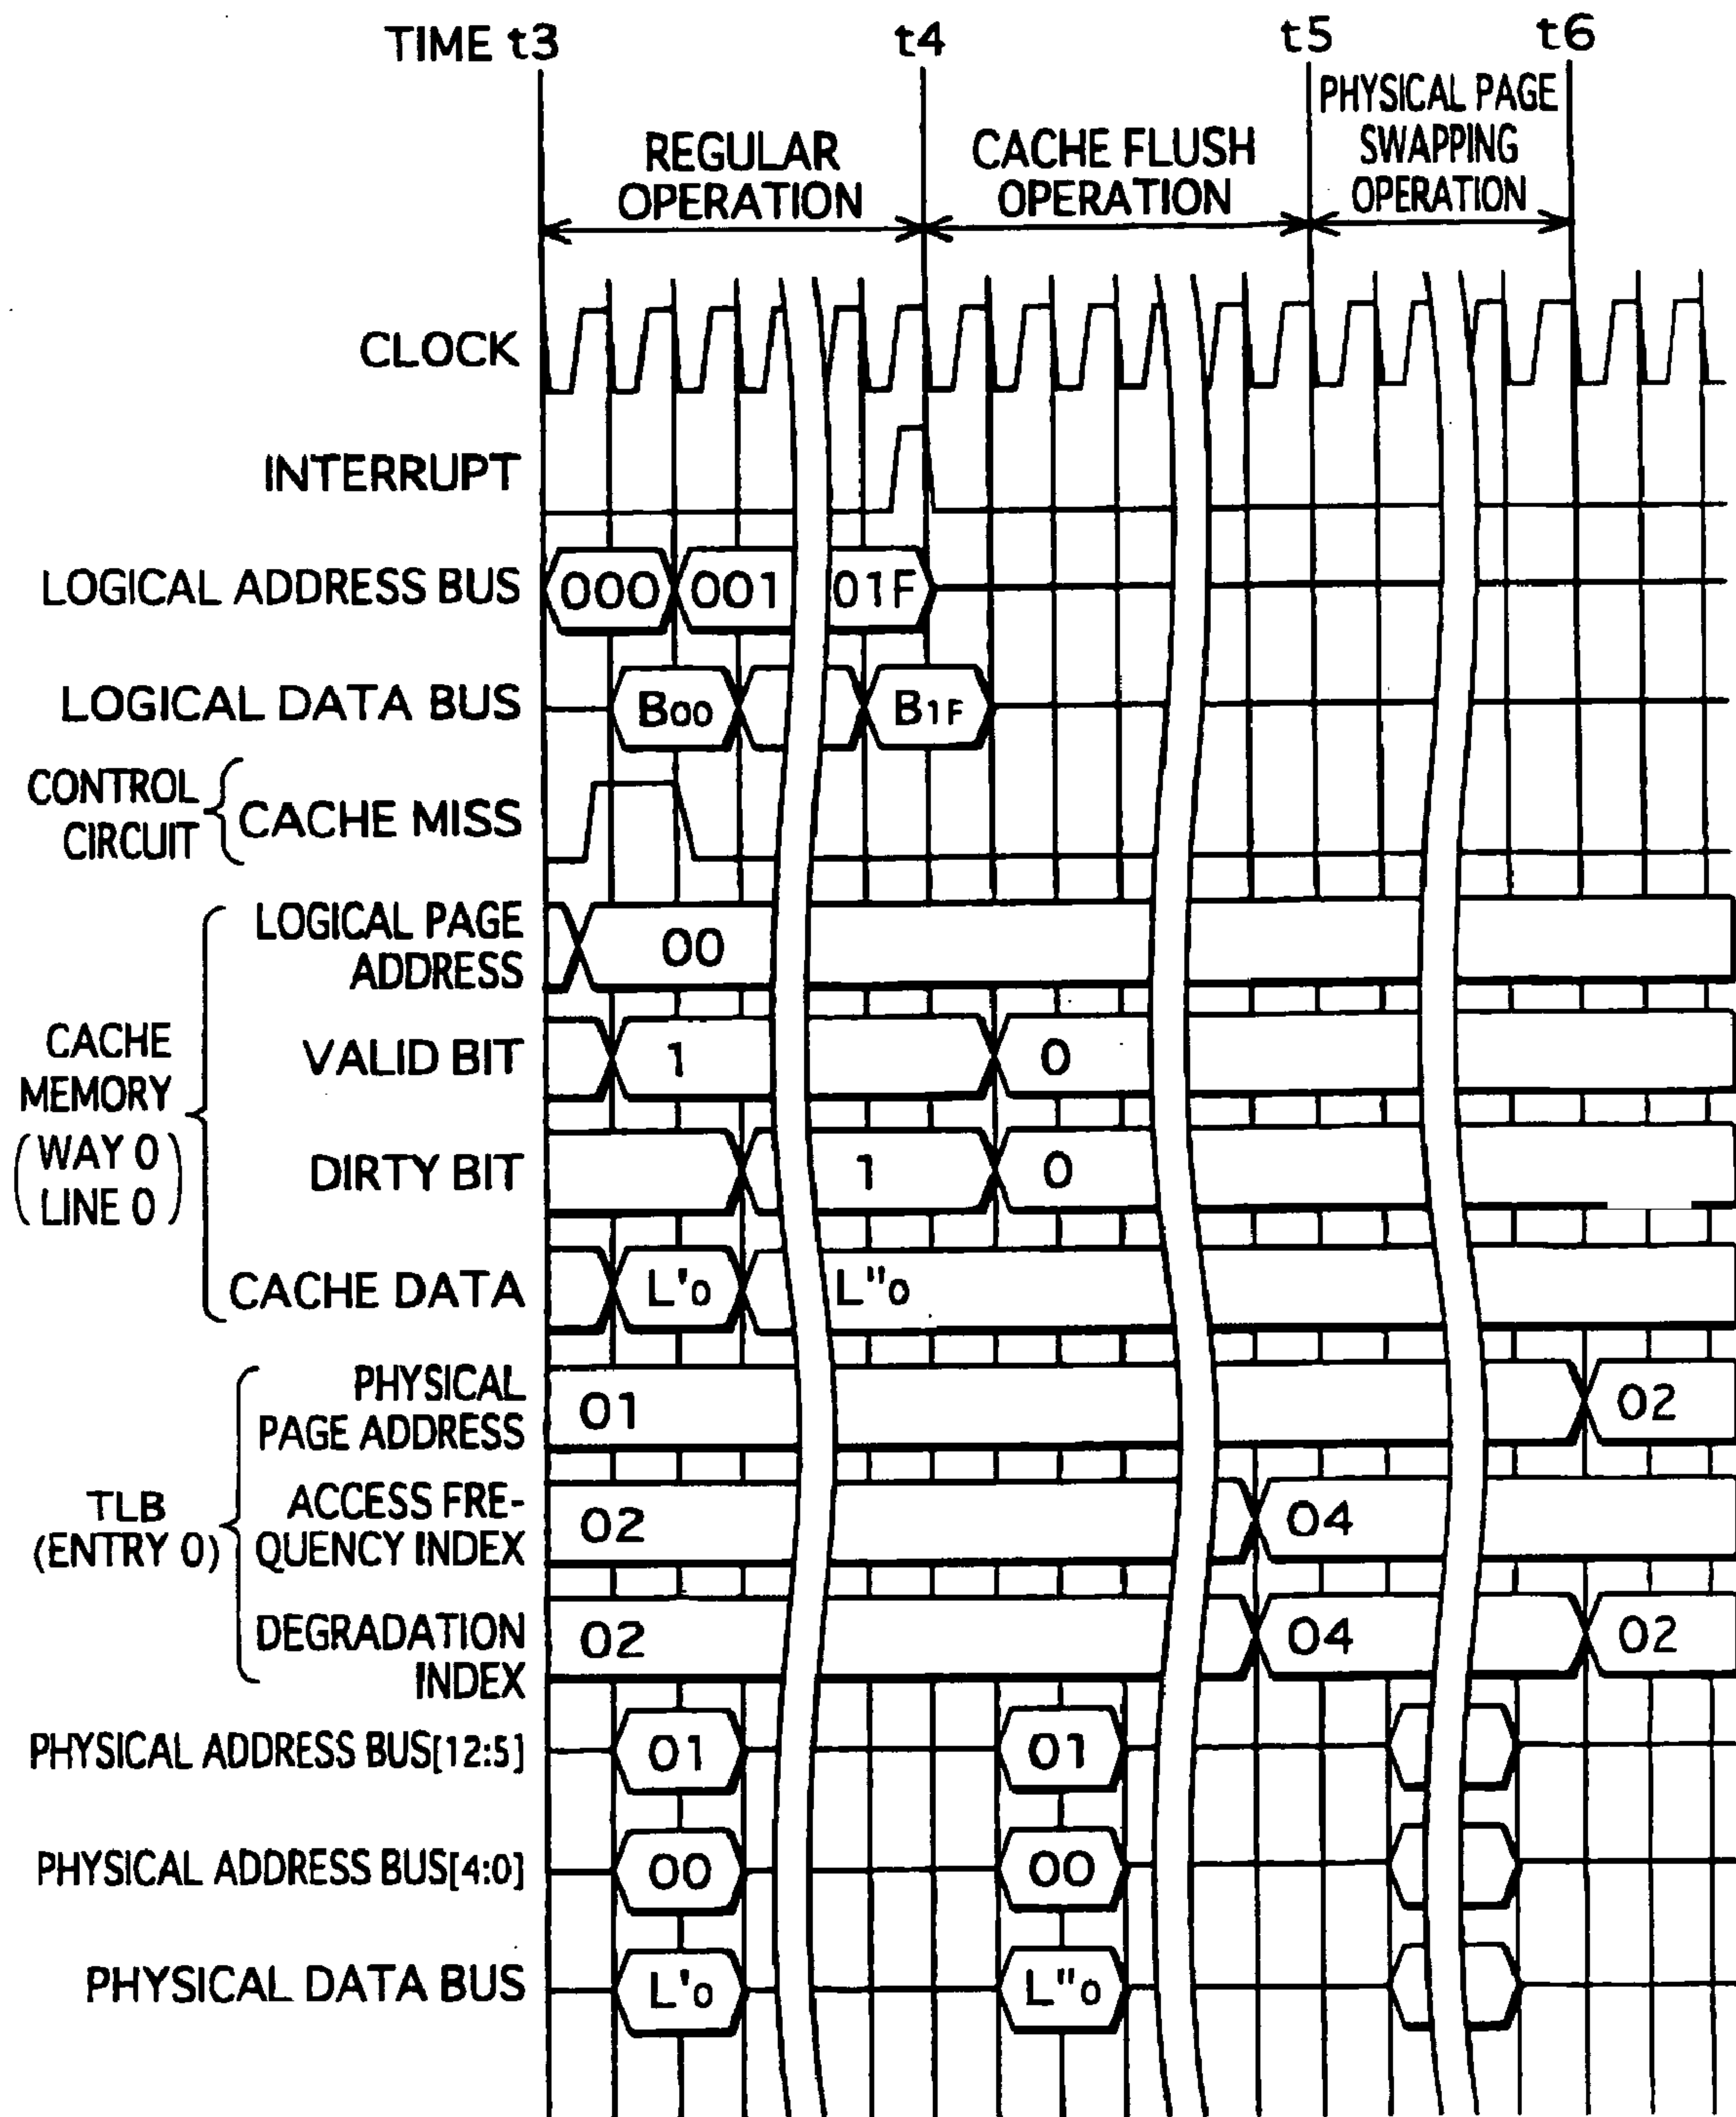 TIME t3 t4 t5 t6
REGULAR
OPERATION
CACHE FLUSH
OPERATION
PHYSICAL PAGE
SWAPPING
OPERATION
CLOCK
INTERRUPT
LOGICAL ADDRESS BUS 000 001 01F
LOGICAL DATA BUS B00 B1F
CONTROL
CIRCUIT
CACHE MISS
CACHE
MEMORY
(WAY 0
LINE 0)
LOGICAL PAGE
ADDRESS
00
VALID BIT 1 0
DIRTY BIT 1 0
CACHE DATA L'0 L"0
TLB
(ENTRY 0)
PHYSICAL
PAGE ADDRESS
01 02
ACCESS FRE-
QUENCY INDEX
02 04
DEGRADATION
INDEX
02 04 02
PHYSICAL ADDRESS BUS[12:5] 01 01
PHYSICAL ADDRESS BUS[4:0] 00 00
PHYSICAL DATA BUS L'0 L"0